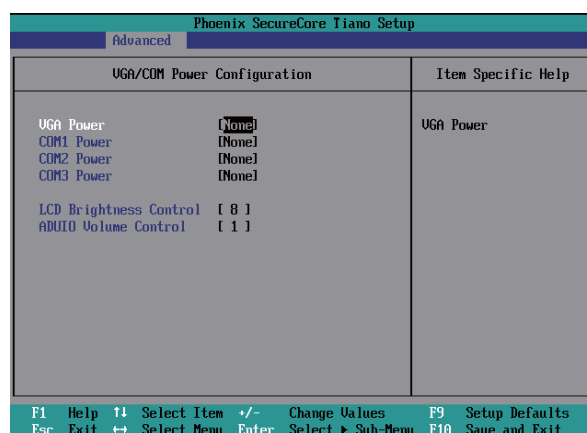 Phoenix SecureCore Tiano Setup
Advanced
VGA/COM Power Configuration
Item Specific Help
VGA Power [None]
VGA Power
COM1 Power [None]
COM2 Power [None]
COM3 Power [None]
LCD Brightness Control [ 8 ]
ADUIO Volume Control [ 1 ]
F1 Help ↑↓ Select Item +/- Change Values F9 Setup Defaults
Esc Exit ↔ Select Menu Enter Select ▶ Sub-Menu F10 Save and Exit